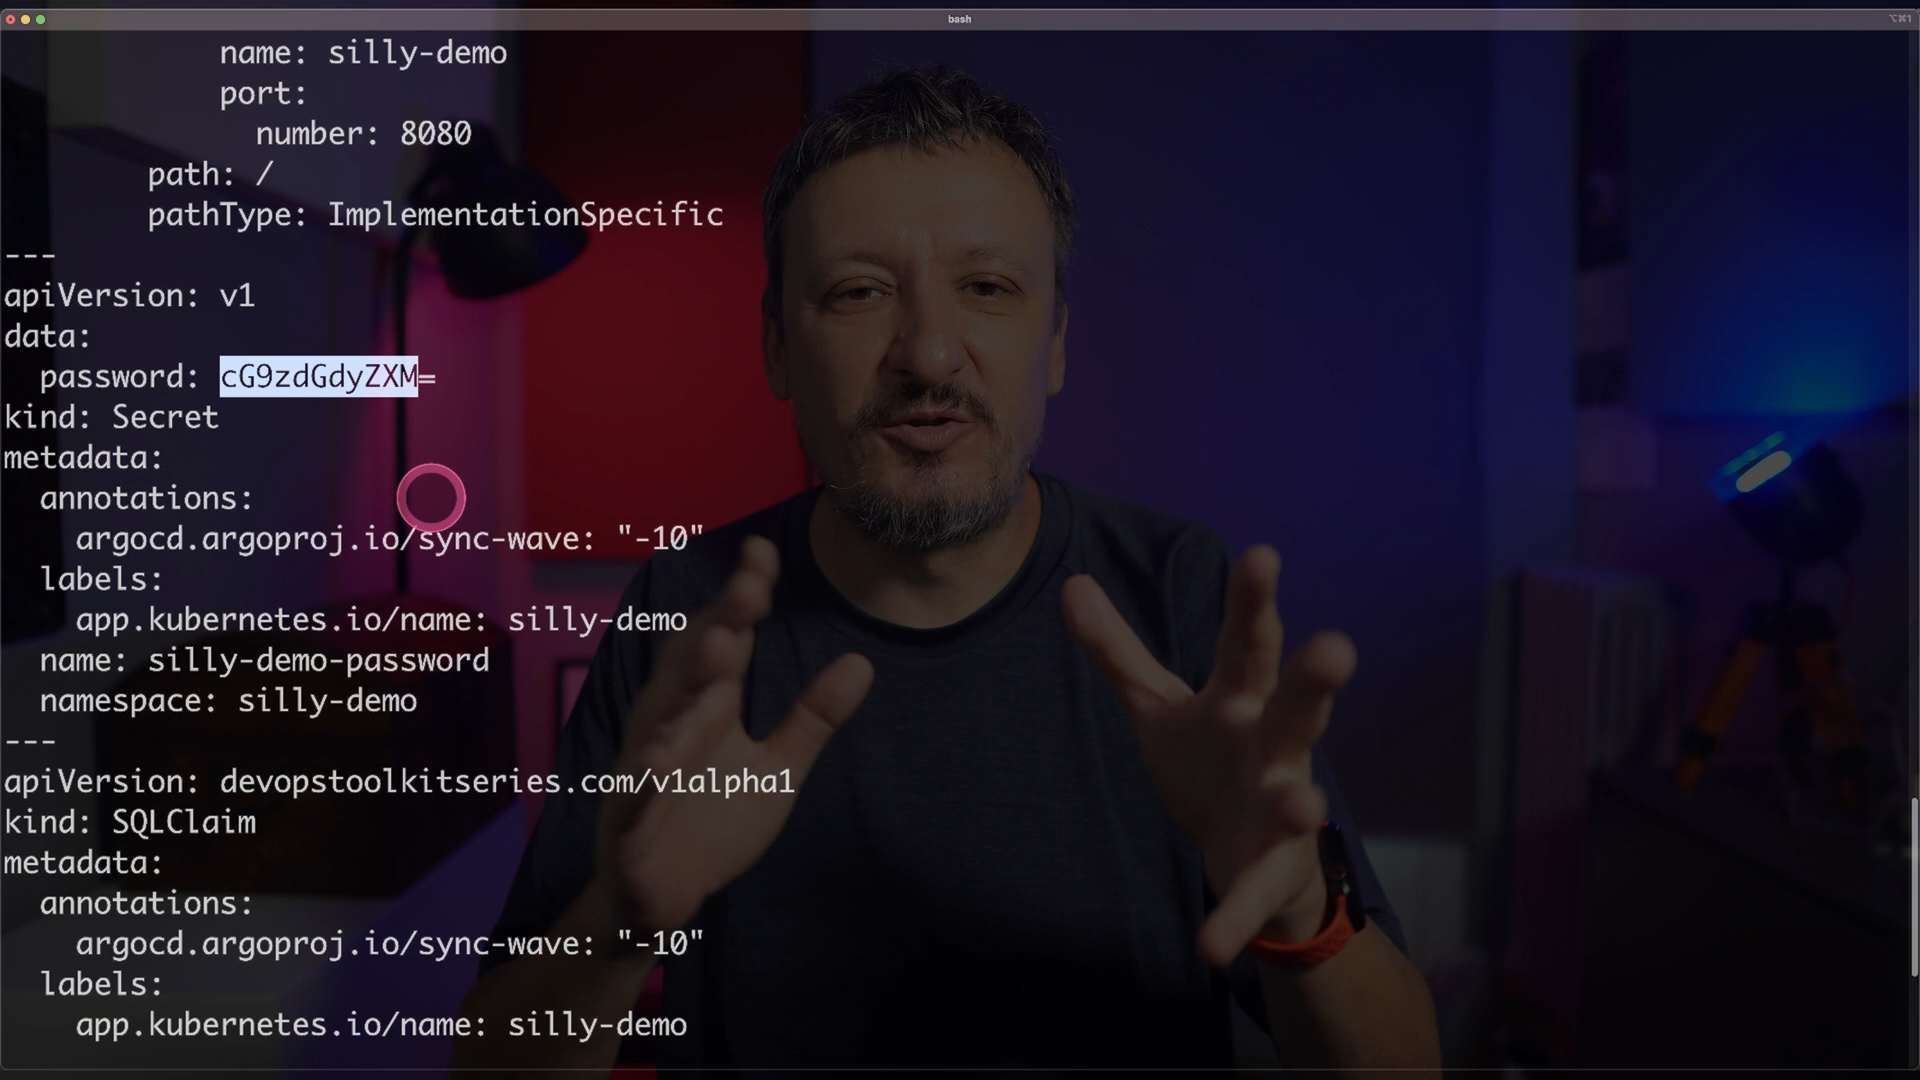 bash
⌥⌘1
name: silly-demo
port:
number: 8080
path: /
pathType: ImplementationSpecific
---
apiVersion: v1
data:
password: cG9zdGdyZXM=
kind: Secret
metadata:
annotations:
argocd.argoproj.io/sync-wave: "-10"
labels:
app.kubernetes.io/name: silly-demo
name: silly-demo-password
namespace: silly-demo
---
apiVersion: devopstoolkitseries.com/v1alpha1
kind: SQLClaim
metadata:
annotations:
argocd.argoproj.io/sync-wave: "-10"
labels:
app.kubernetes.io/name: silly-demo